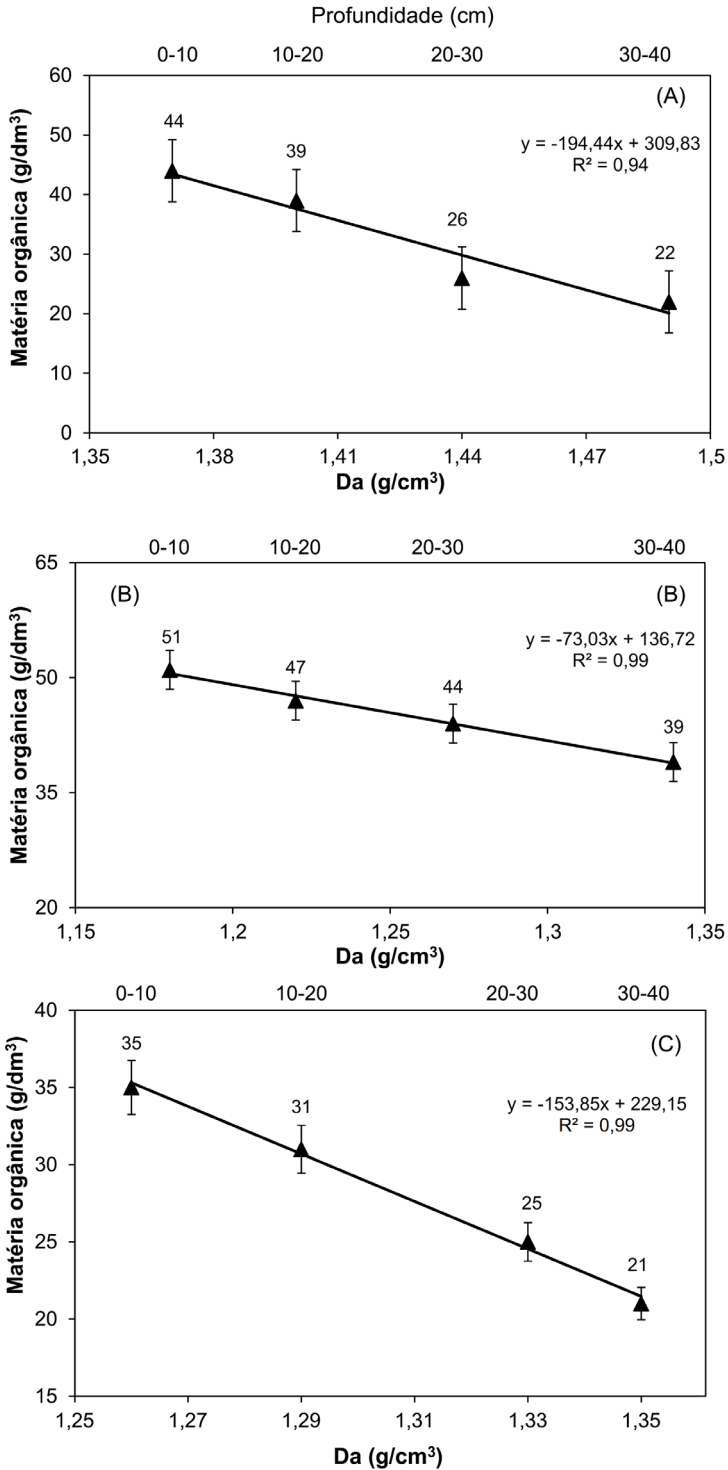 Profundidade (cm)
0-10 10-20 20-30 30-40
60
(A)
44
y = -194,44x + 309,83
R² = 0,94
50
39
40
26
30
22
20
10
0
Matéria orgânica (g/dm³)
1,35 1,38 1,41 1,44 1,47 1,5
Da (g/cm³)
0-10 10-20 20-30 30-40
65
(B) (B)
51
y = -73,03x + 136,72
R² = 0,99
47
44
50
39
35
20
Matéria orgânica (g/dm³)
1,15 1,2 1,25 1,3 1,35
Da (g/cm³)
0-10 10-20 20-30 30-40
40
35
(C)
35
31
y = -153,85x + 229,15
R² = 0,99
30
25
25
21
20
15
Matéria orgânica (g/dm³)
1,25 1,27 1,29 1,31 1,33 1,35
Da (g/cm³)